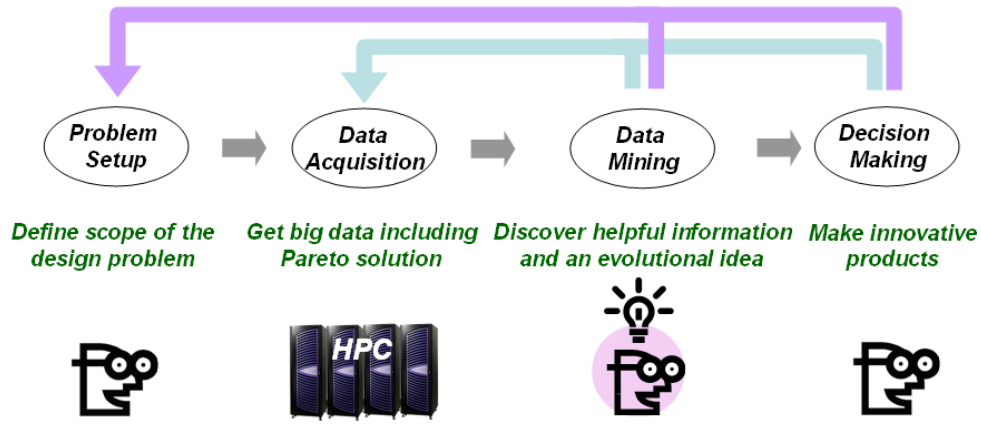 Problem
Setup
Data
Acquisition
Data
Mining
Decision
Making
Define scope of the
design problem
Get big data including
Pareto solution
Discover helpful information
and an evolutional idea
Make innovative
products
HPC